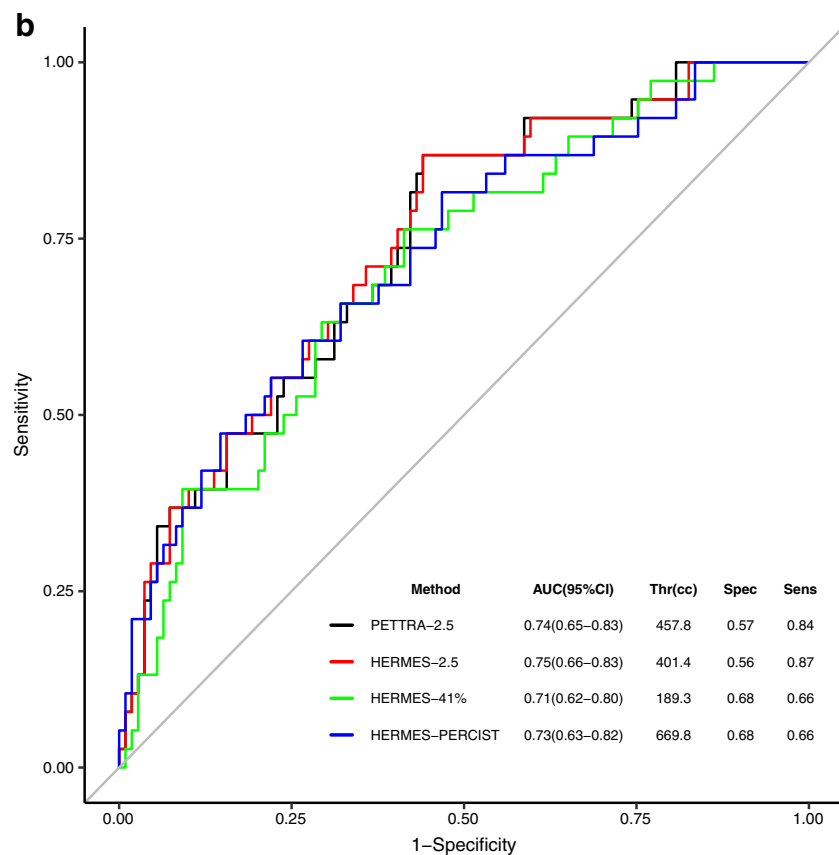 b
1.00
0.75
0.50
0.25
0.00
Sensitivity
Method AUC(95%CI) Thr(cc) Spec Sens
PETTRA−2.5 0.74(0.65−0.83) 457.8 0.57 0.84
HERMES−2.5 0.75(0.66−0.83) 401.4 0.56 0.87
HERMES−41% 0.71(0.62−0.80) 189.3 0.68 0.66
HERMES−PERCIST 0.73(0.63−0.82) 669.8 0.68 0.66
0.00 0.25 0.50 0.75 1.00
1−Specificity